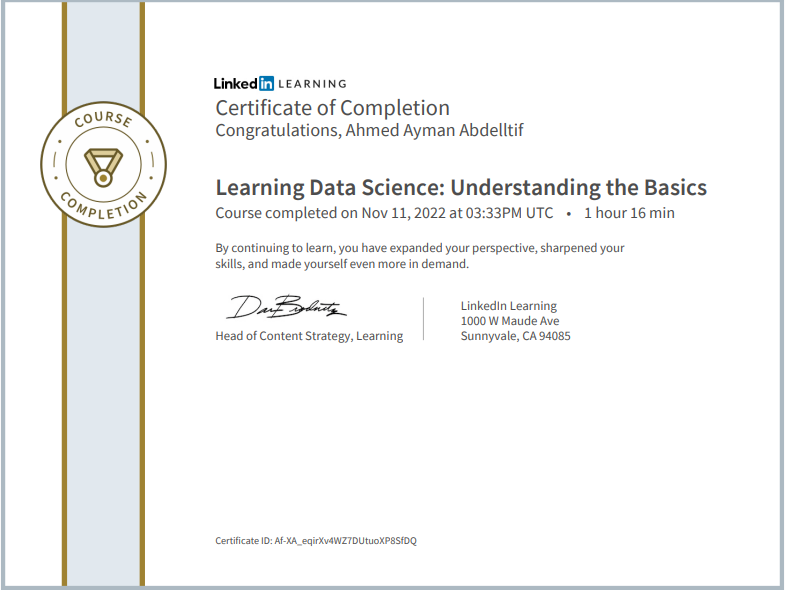 COURSE
COMPLETION
Linkedin LEARNING
Certificate of Completion
Congratulations, Ahmed Ayman Abdelltif
Learning Data Science: Understanding the Basics
Course completed on Nov 11, 2022 at 03:33PM UTC • 1 hour 16 min
By continuing to learn, you have expanded your perspective, sharpened your
skills, and made yourself even more in demand.
Head of Content Strategy, Learning
LinkedIn Learning
1000 W Maude Ave
Sunnyvale, CA 94085
Certificate ID: Af-XA_eqirXv4WZ7DUtuoXP8SfDQ